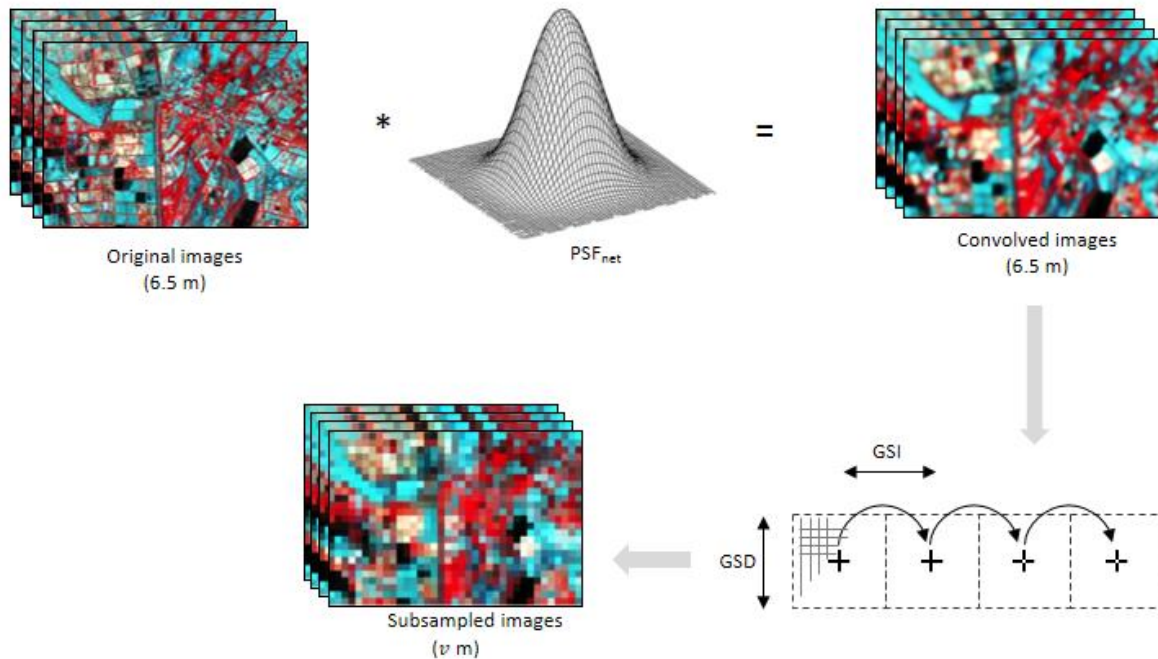 *
=
Original images
(6.5 m)
PSFnet
Convolved images
(6.5 m)
GSI
GSD
Subsampled images
(𝑣 m)